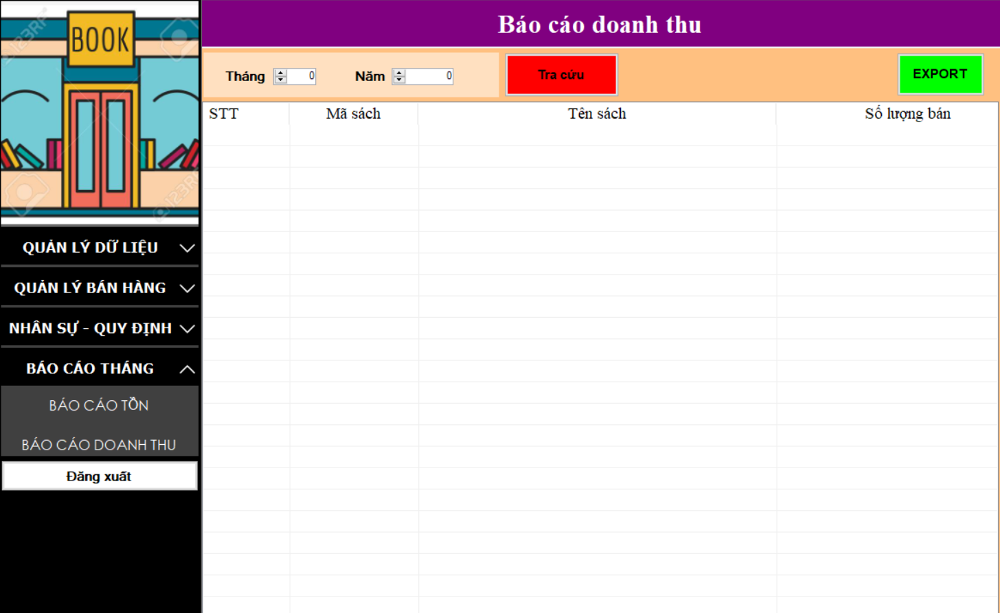 BOOK
123RF
123RF
QUẢN LÝ DỮ LIỆU
QUẢN LÝ BÁN HÀNG
NHÂN SỰ - QUY ĐỊNH
BÁO CÁO THÁNG
BÁO CÁO TỒN
BÁO CÁO DOANH THU
Đăng xuất
Báo cáo doanh thu
Tháng 0 Năm 0 Tra cứu EXPORT
STT Mã sách Tên sách Số lượng bán